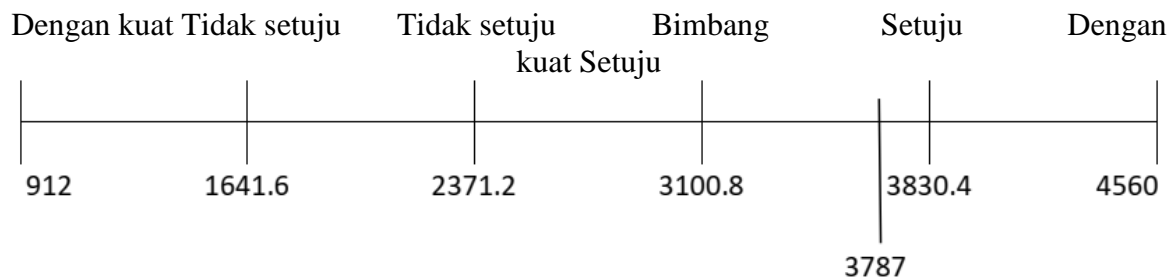 Dengan kuat Tidak setuju Tidak setuju Bimbang Setuju Dengan
kuat Setuju
912 1641.6 2371.2 3100.8 3830.4 4560
3787